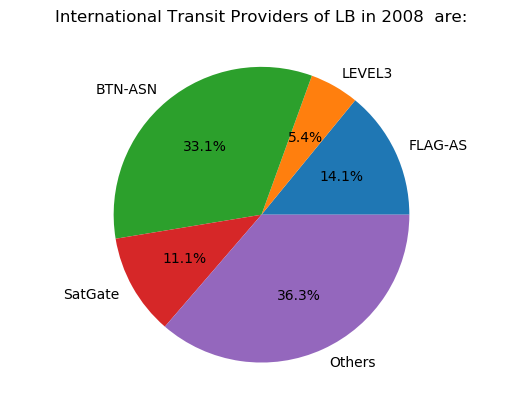 International Transit Providers of LB in 2008  are:
LEVEL3
BTN-ASN
FLAG-AS
5.4%
33.1%
14.1%
11.1%
SatGate
36.3%
Others